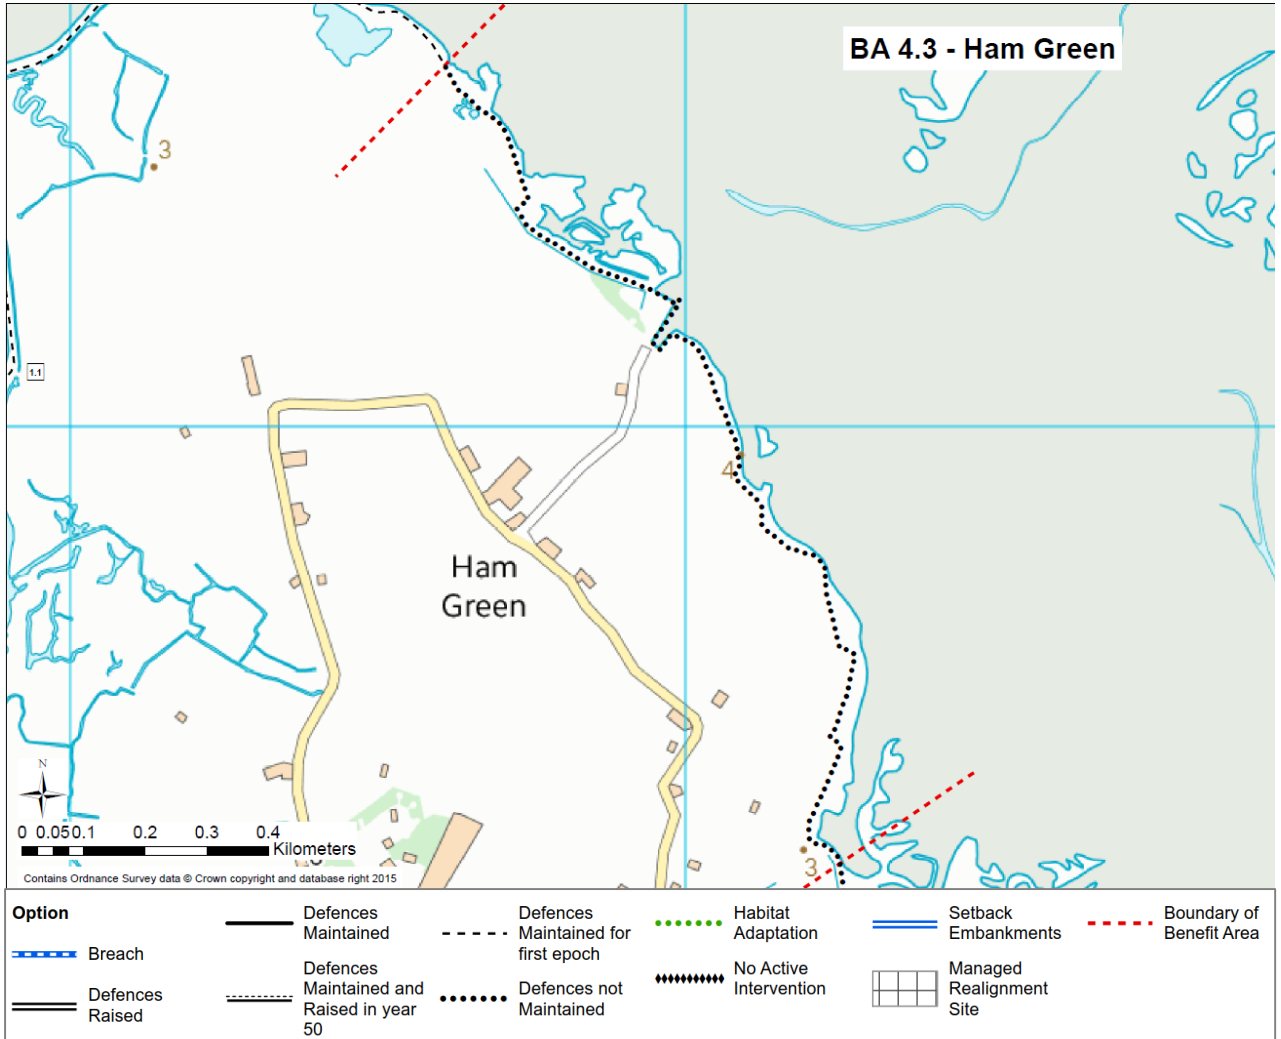 BA 4.3 - Ham Green
3
1.1
4
Ham
Green
3
N
0 0.05 0.1 0.2 0.3 0.4
Kilometers
Contains Ordnance Survey data © Crown copyright and database right 2015
Option
Breach
Defences
Raised
Defences
Maintained
Defences
Maintained and
Raised in year
50
Defences
Maintained for
first epoch
Defences not
Maintained
Habitat
Adaptation
No Active
Intervention
Setback
Embankments
Managed
Realignment
Site
Boundary of
Benefit Area